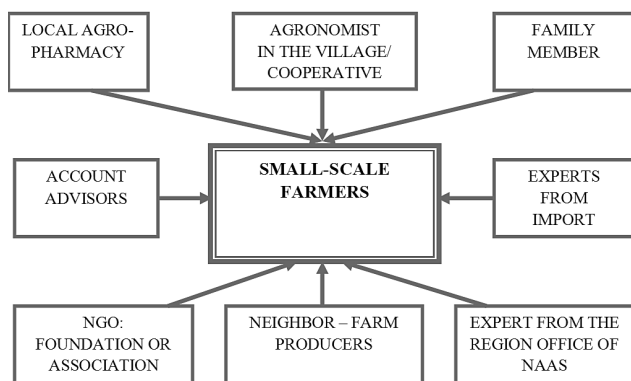 LOCAL AGRO-
PHARMACY
AGRONOMIST
IN THE VILLAGE/
COOPERATIVE
FAMILY
MEMBER
ACCOUNT
ADVISORS
SMALL-SCALE
FARMERS
EXPERTS
FROM
IMPORT
NGO:
FOUNDATION OR
ASSOCIATION
NEIGHBOR – FARM
PRODUCERS
EXPERT FROM THE
REGION OFFICE OF
NAAS